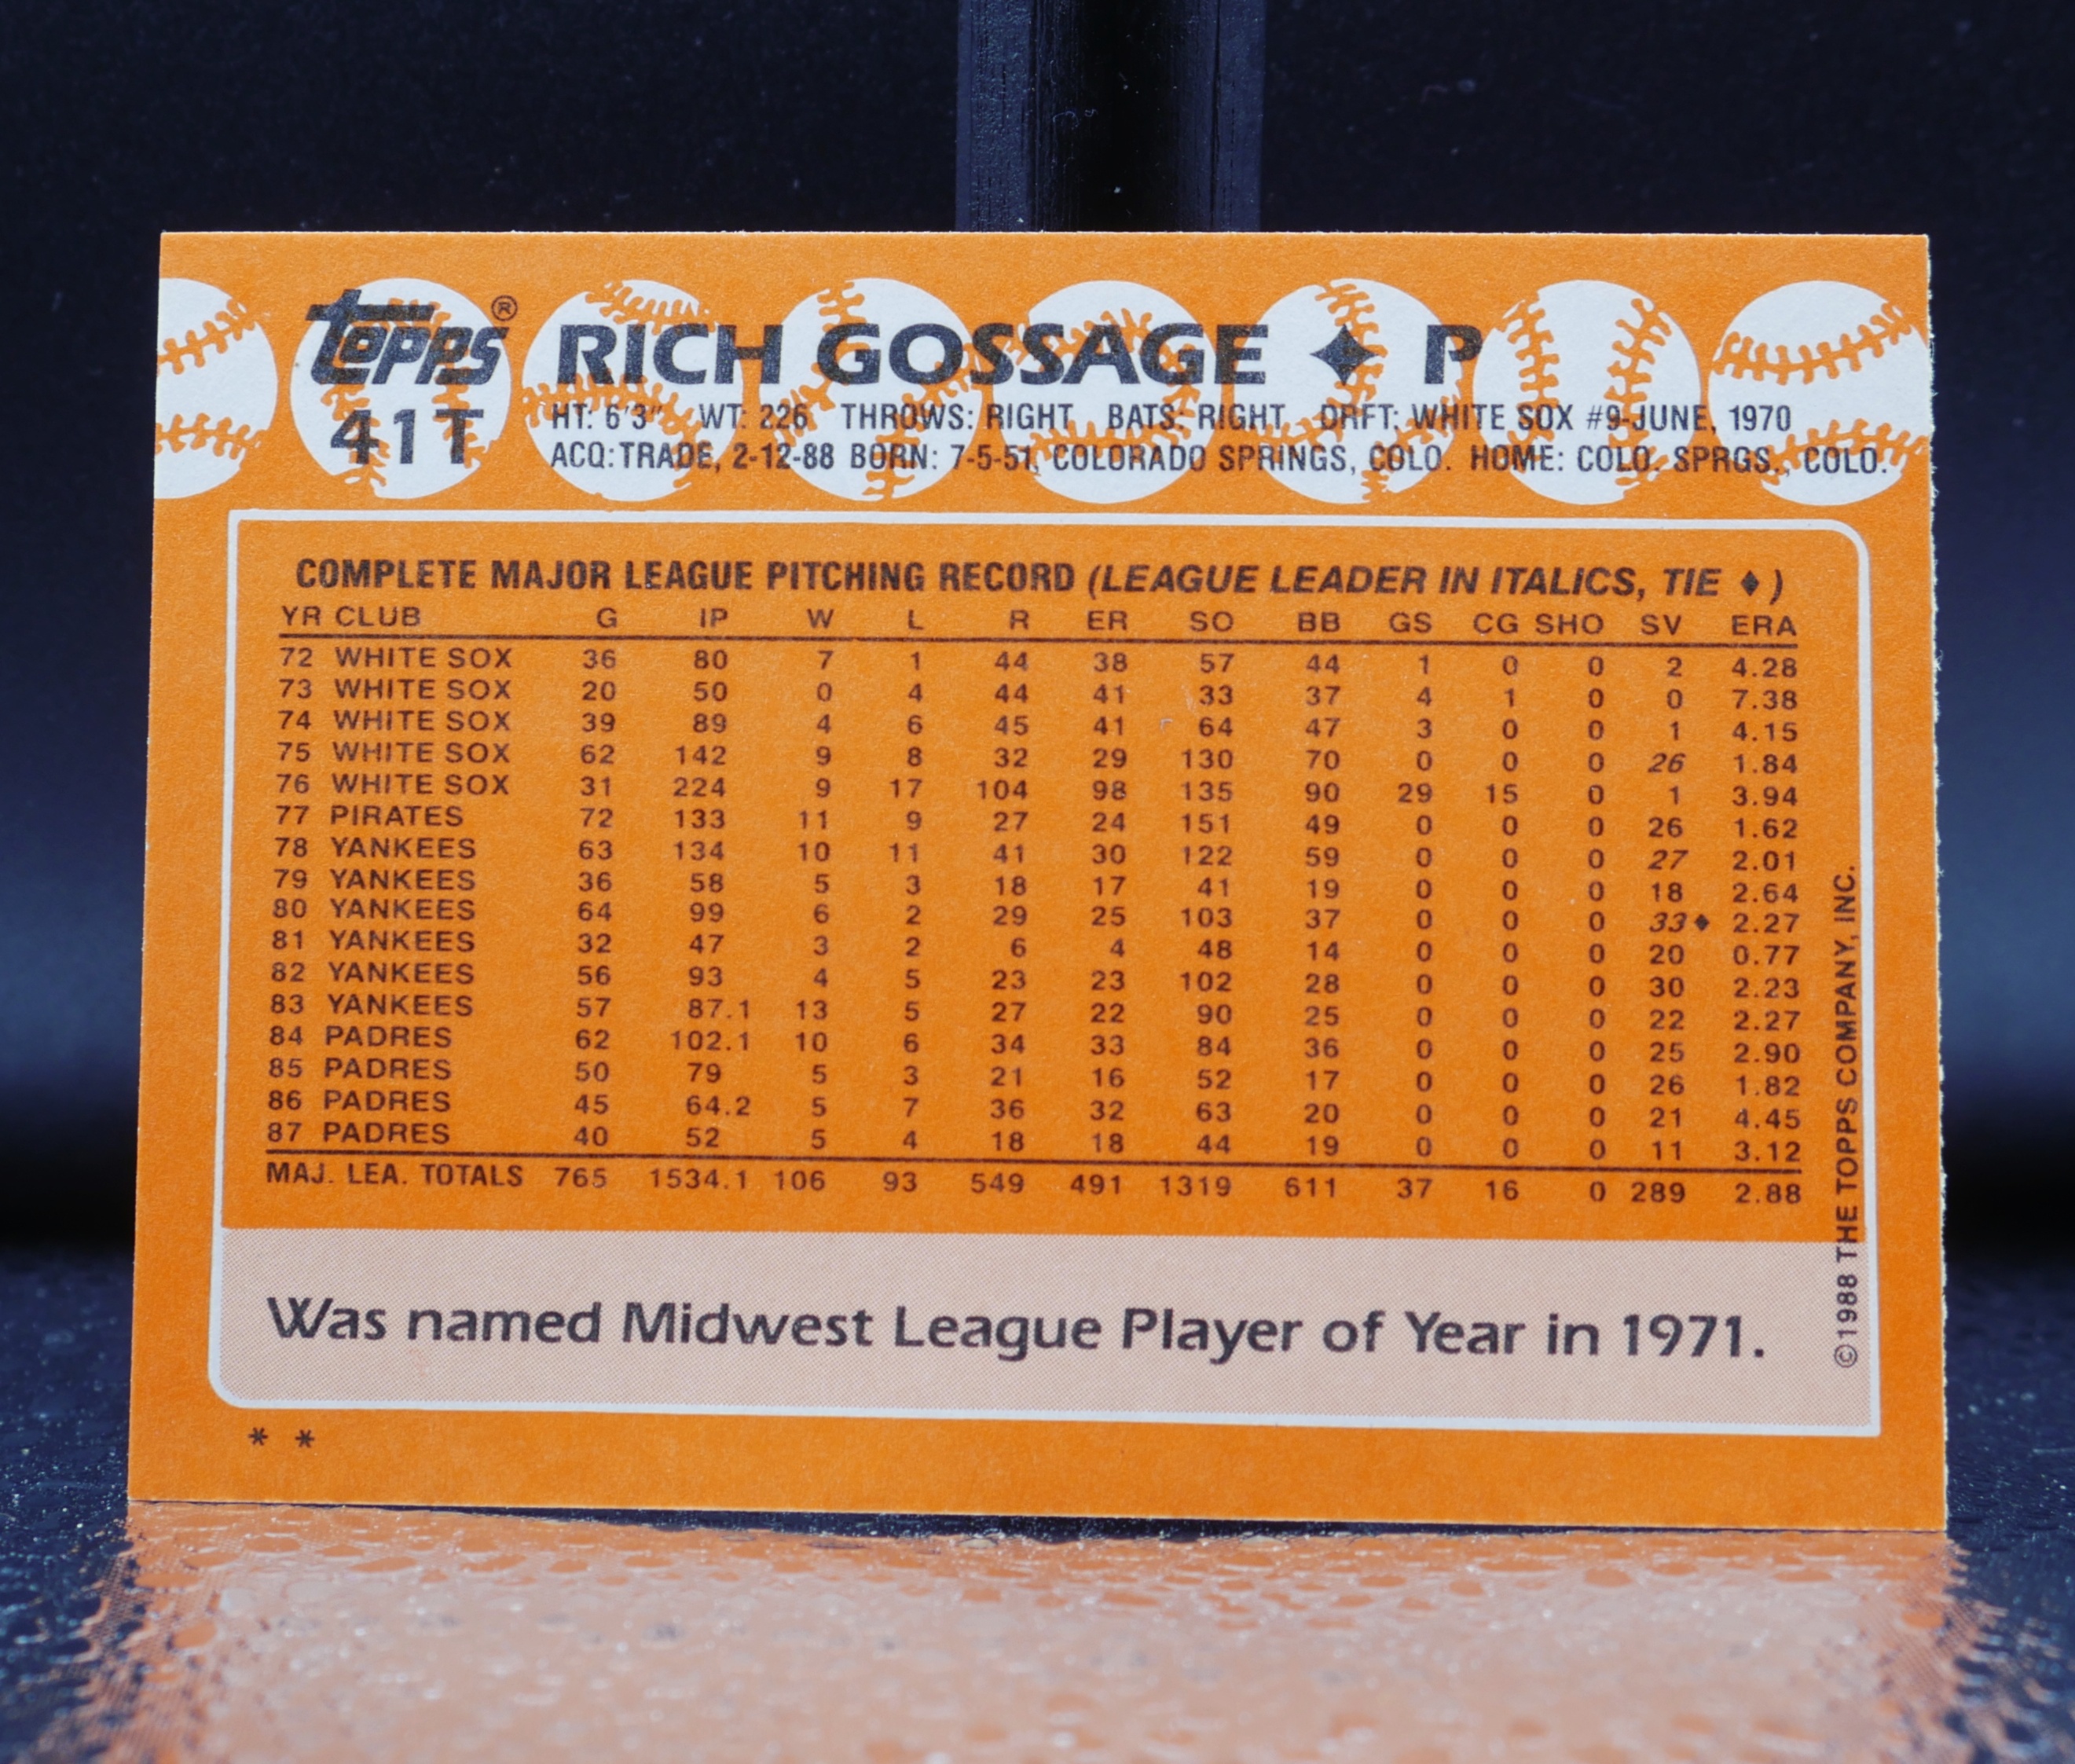 topps® RICH GOSSAGE ✦ P
41T HT: 6'3" WT: 226 THROWS: RIGHT BATS: RIGHT DRFT: WHITE SOX #9-JUNE, 1970
ACQ: TRADE, 2-12-88 BORN: 7-5-51, COLORADO SPRINGS, COLO. HOME: COLO. SPRGS., COLO.
COMPLETE MAJOR LEAGUE PITCHING RECORD (LEAGUE LEADER IN ITALICS, TIE ♦)
YR CLUB G IP W L R ER SO BB GS CG SHO SV ERA
72 WHITE SOX 36 80 7 1 44 38 57 44 1 0 0 2 4.28
73 WHITE SOX 20 50 0 4 44 41 33 37 4 1 0 0 7.38
74 WHITE SOX 39 89 4 6 45 41 64 47 3 0 0 1 4.15
75 WHITE SOX 62 142 9 8 32 29 130 70 0 0 0 26 1.84
76 WHITE SOX 31 224 9 17 104 98 135 90 29 15 0 1 3.94
77 PIRATES 72 133 11 9 27 24 151 49 0 0 0 26 1.62
78 YANKEES 63 134 10 11 41 30 122 59 0 0 0 27 2.01
79 YANKEES 36 58 5 3 18 17 41 19 0 0 0 18 2.64
80 YANKEES 64 99 6 2 29 25 103 37 0 0 0 33♦ 2.27
81 YANKEES 32 47 3 2 6 4 48 14 0 0 0 20 0.77
82 YANKEES 56 93 4 5 23 23 102 28 0 0 0 30 2.23
83 YANKEES 57 87.1 13 5 27 22 90 25 0 0 0 22 2.27
84 PADRES 62 102.1 10 6 34 33 84 36 0 0 0 25 2.90
85 PADRES 50 79 5 3 21 16 52 17 0 0 0 26 1.82
86 PADRES 45 64.2 5 7 36 32 63 20 0 0 0 21 4.45
87 PADRES 40 52 5 4 18 18 44 19 0 0 0 11 3.12
MAJ. LEA. TOTALS 765 1534.1 106 93 549 491 1319 611 37 16 0 289 2.88
Was named Midwest League Player of Year in 1971.
©1988 THE TOPPS COMPANY, INC.
* *